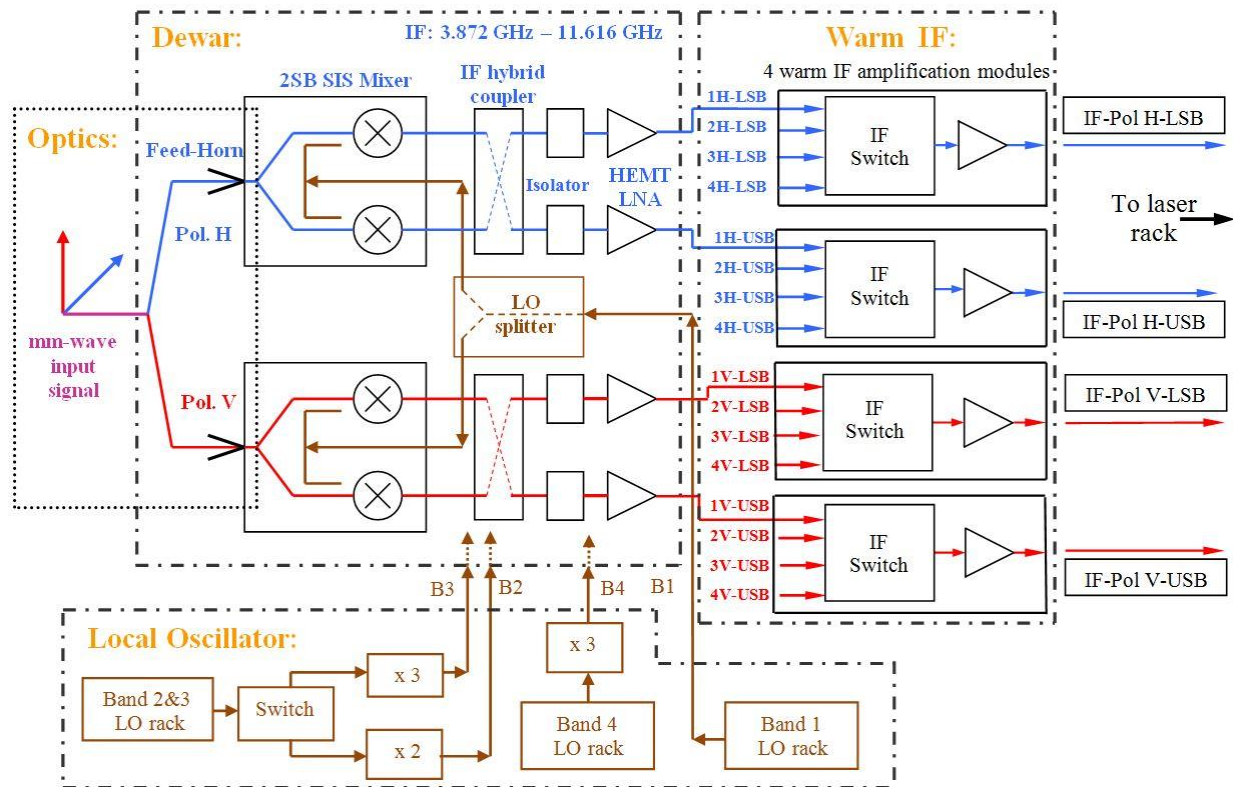 Dewar:
IF: 3.872 GHz – 11.616 GHz
Warm IF:
2SB SIS Mixer
IF hybrid
coupler
4 warm IF amplification modules
Optics:
Feed-Horn
Pol. H
Isolator
HEMT
LNA
1H-LSB
2H-LSB
3H-LSB
4H-LSB
IF
Switch
IF-Pol H-LSB
To laser
rack
1H-USB
2H-USB
3H-USB
4H-USB
IF
Switch
IF-Pol H-USB
LO
splitter
mm-wave
input
signal
Pol. V
1V-LSB
2V-LSB
3V-LSB
4V-LSB
IF
Switch
IF-Pol V-LSB
1V-USB
2V-USB
3V-USB
4V-USB
IF
Switch
IF-Pol V-USB
B3
B2
B4
B1
Local Oscillator:
Band 2&3
LO rack
Switch
x 3
x 2
x 3
Band 4
LO rack
Band 1
LO rack